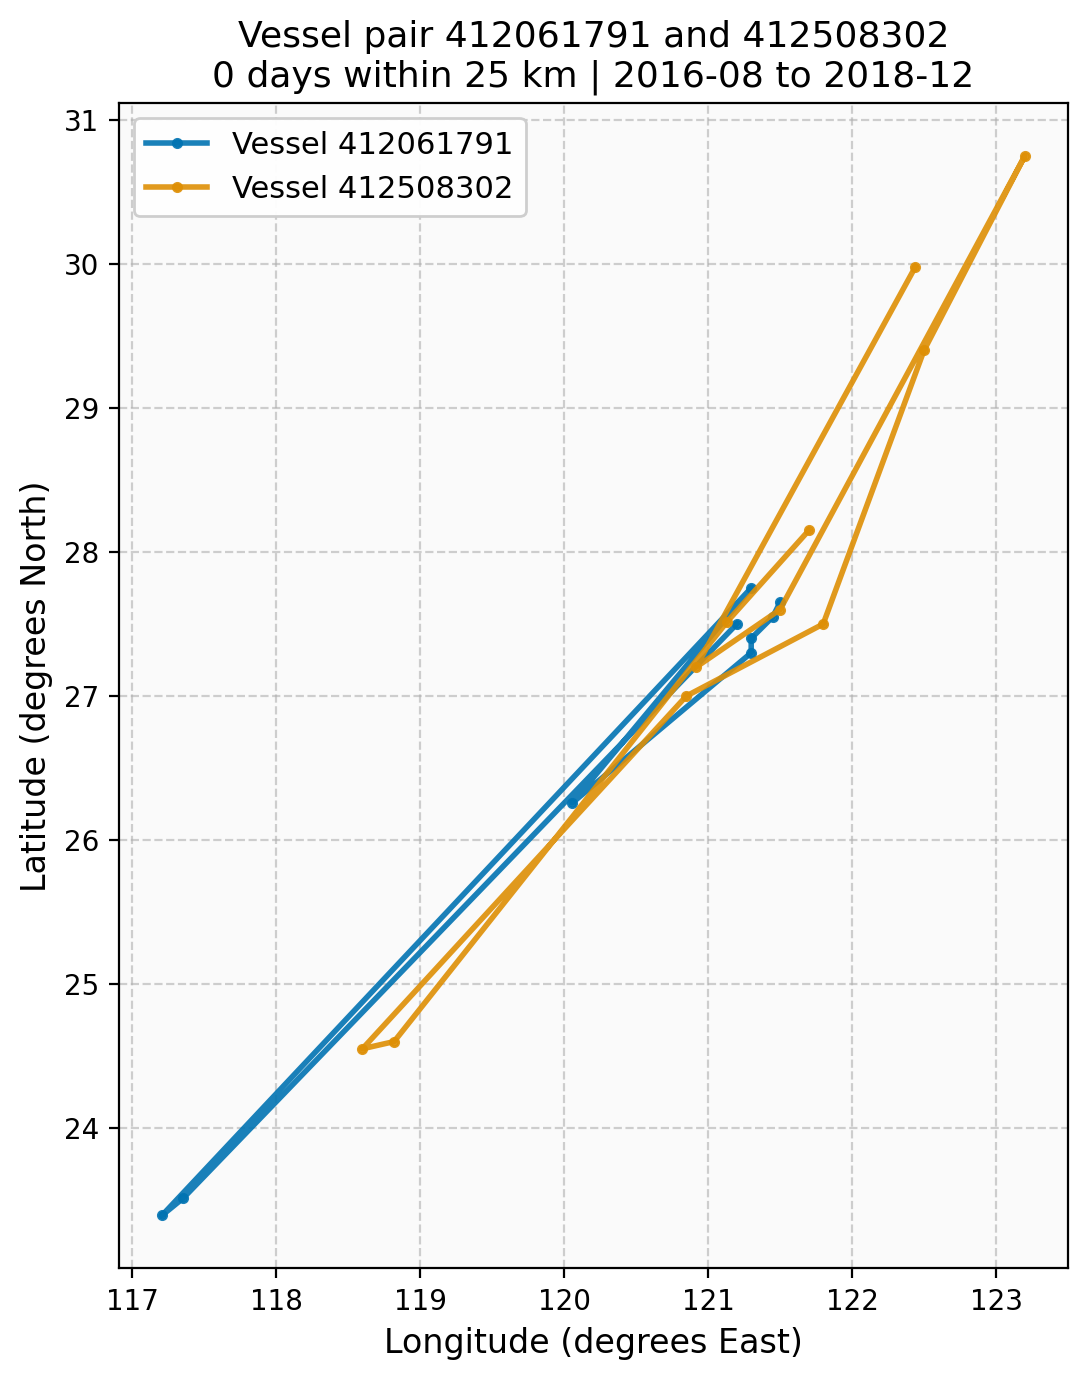 Vessel pair 412061791 and 412508302
0 days within 25 km | 2016-08 to 2018-12
Vessel 412061791
Vessel 412508302
31
30
29
28
27
26
25
24
Latitude (degrees North)
117
118
119
120
121
122
123
Longitude (degrees East)